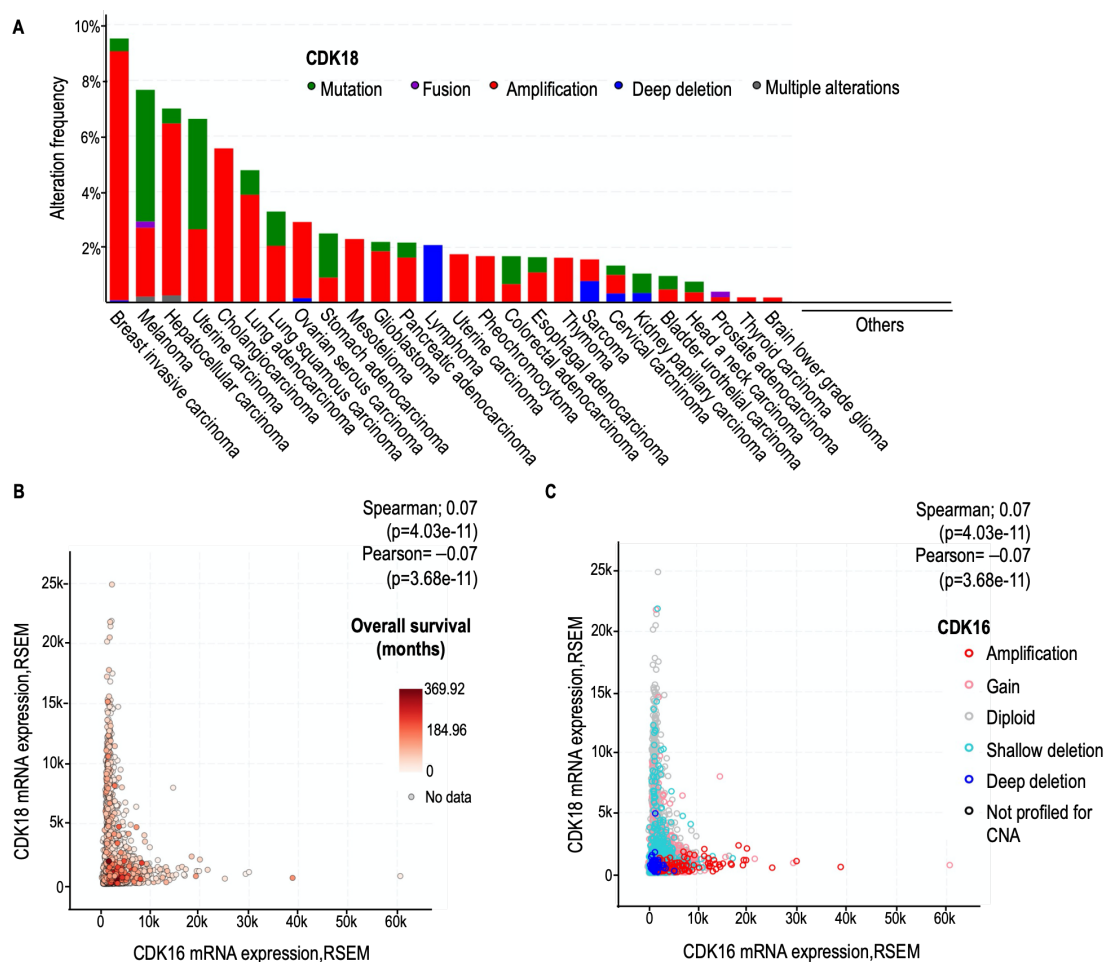 A
Alteration frequency
10%
8%
6%
4%
2%
CDK18
Mutation
Fusion
Amplification
Deep deletion
Multiple alterations
Breast invasive carcinoma
Melanoma
Hepatocellular carcinoma
Uterine carcinoma
Cholangiocarcinoma
Lung adenocarcinoma
Lung squamous carcinoma
Ovarian serous carcinoma
Stomach adenocarcinoma
Mesotelioma
Glioblastoma
Pancreatic adenocarcinoma
Lymphoma
Uterine carcinoma
Pheochromocytoma
Colorectal adenocarcinoma
Esophagal adenocarcinoma
Thymoma
Sarcoma
Cervical carcinoma
Kidney papillary carcinoma
Bladder urothelial carcinoma
Head a neck carcinoma
Prostate adenocarcinoma
Thyroid carcinoma
Brain lower grade glioma
Others
B
Spearman; 0.07
(p=4.03e-11)
Pearson= –0.07
(p=3.68e-11)
CDK18 mRNA expression,RSEM
25k
20k
15k
10k
5k
0
Overall survival
(months)
369.92
184.96
0
No data
0
10k
20k
30k
40k
50k
60k
CDK16 mRNA expression,RSEM
C
Spearman; 0.07
(p=4.03e-11)
Pearson= –0.07
(p=3.68e-11)
CDK18 mRNA expression,RSEM
25k
20k
15k
10k
5k
0
CDK16
Amplification
Gain
Diploid
Shallow deletion
Deep deletion
Not profiled for
CNA
0
10k
20k
30k
40k
50k
60k
CDK16 mRNA expression,RSEM